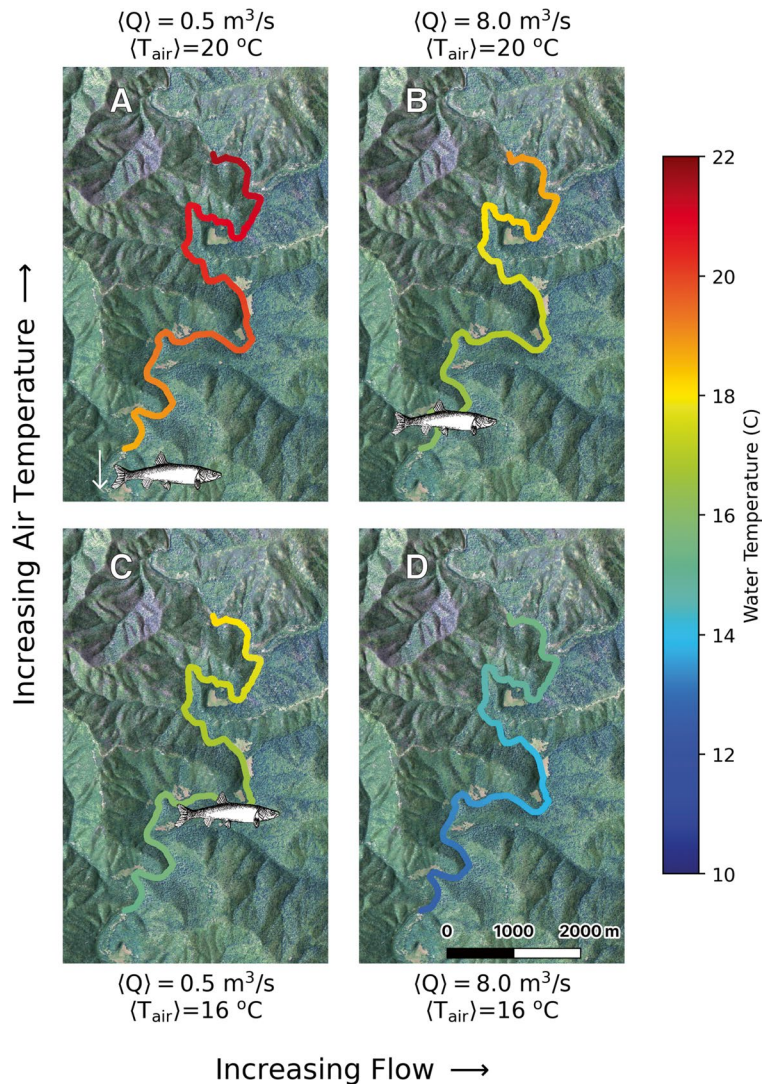 ⟨Q⟩ = 0.5 m³/s
⟨T_air⟩=20 °C
⟨Q⟩ = 8.0 m³/s
⟨T_air⟩=20 °C
A
B
C
D
Increasing Air Temperature →
22
20
18
16
14
12
10
Water Temperature (C)
0 1000 2000 m
⟨Q⟩ = 0.5 m³/s
⟨T_air⟩=16 °C
⟨Q⟩ = 8.0 m³/s
⟨T_air⟩=16 °C
Increasing Flow →